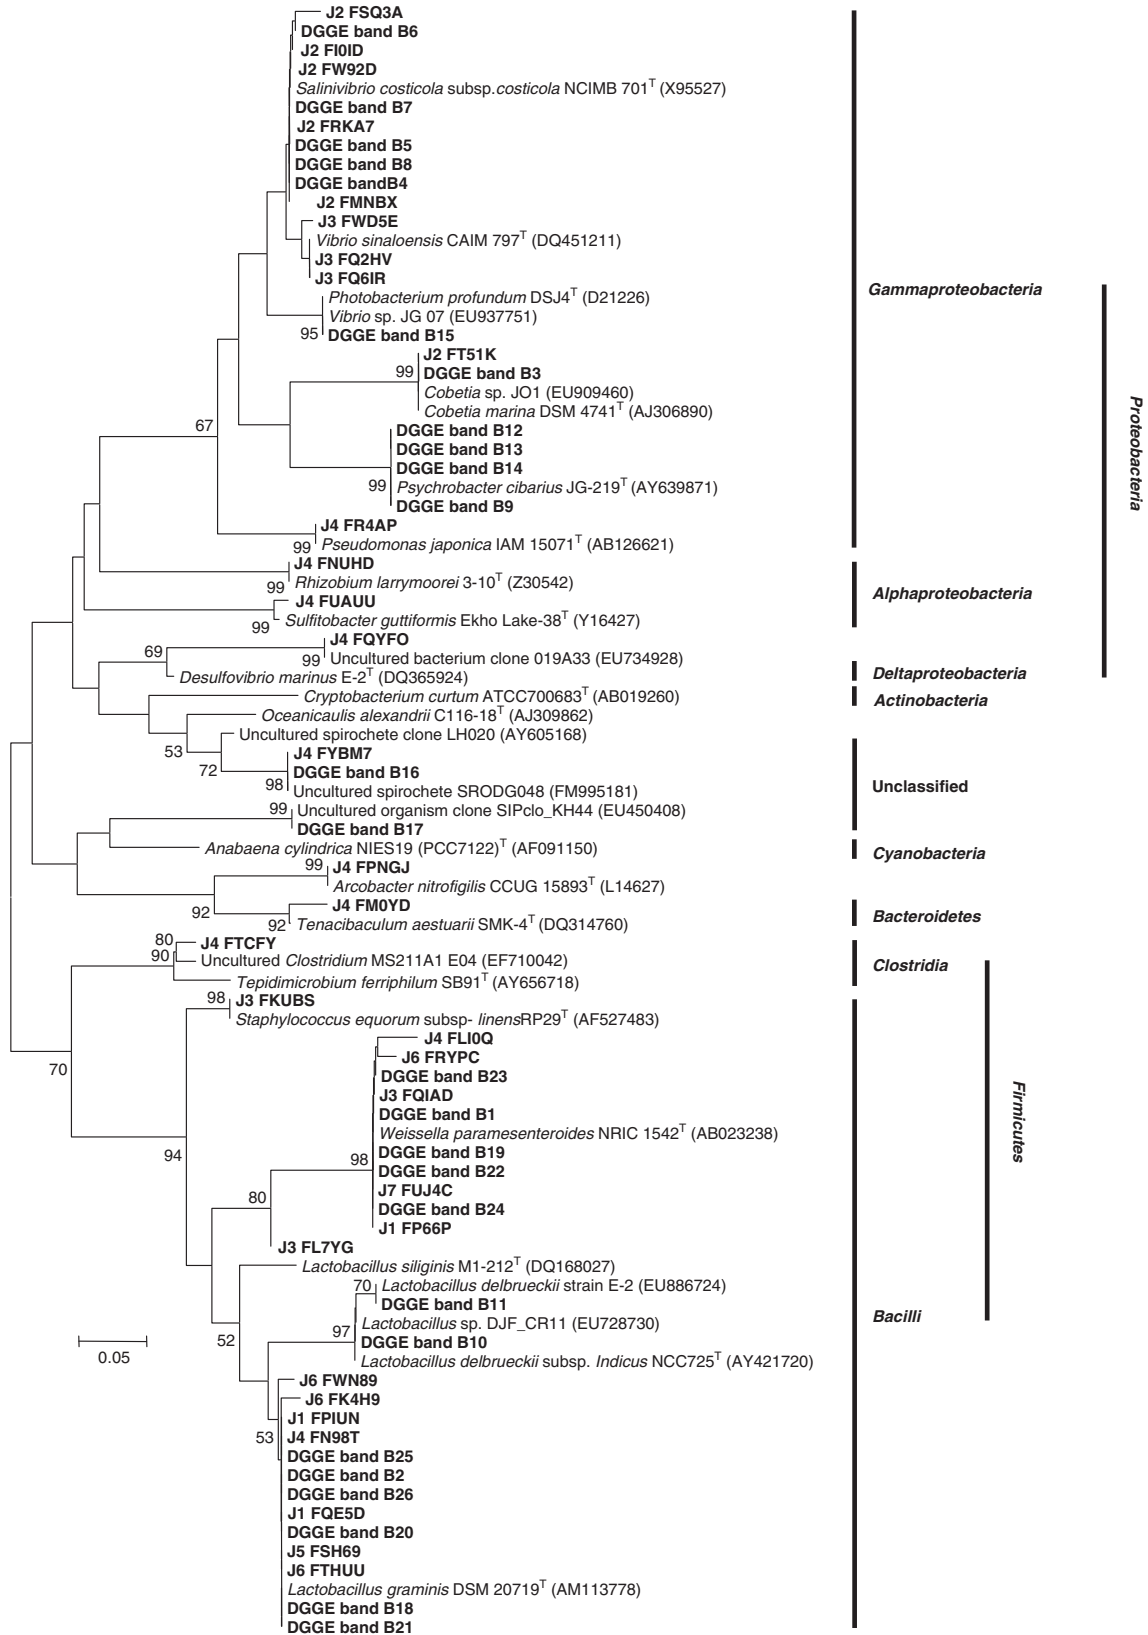 J2 FSQ3A
DGGE band B6
J2 FI0ID
J2 FW92D
Salinivibrio costicola subsp.costicola NCIMB 701T (X95527)
DGGE band B7
J2 FRKA7
DGGE band B5
DGGE band B8
DGGE bandB4
J2 FMNBX
J3 FWD5E
Vibrio sinaloensis CAIM 797T (DQ451211)
J3 FQ2HV
J3 FQ6IR
Gammaproteobacteria
Photobacterium profundum DSJ4T (D21226)
Vibrio sp. JG 07 (EU937751)
95 DGGE band B15
J2 FT51K
99 DGGE band B3
Cobetia sp. JO1 (EU909460)
Cobetia marina DSM 4741T (AJ306890)
Proteobacteria
67 DGGE band B12
DGGE band B13
DGGE band B14
99 Psychrobacter cibarius JG-219T (AY639871)
DGGE band B9
J4 FR4AP
99 Pseudomonas japonica IAM 15071T (AB126621)
J4 FNUHD
99 Rhizobium larrymoorei 3-10T (Z30542)
Alphaproteobacteria
J4 FUAUU
99 Sulfitobacter guttiformis Ekho Lake-38T (Y16427)
J4 FQYFO
69
99 Uncultured bacterium clone 019A33 (EU734928)
Desulfovibrio marinus E-2T (DQ365924)
Deltaproteobacteria
Cryptobacterium curtum ATCC700683T (AB019260)
Actinobacteria
Oceanicaulis alexandrii C116-18T (AJ309862)
Uncultured spirochete clone LH020 (AY605168)
53
J4 FYBM7
72 DGGE band B16
98 Uncultured spirochete SRODG048 (FM995181)
Unclassified
99 Uncultured organism clone SIPclo_KH44 (EU450408)
DGGE band B17
Anabaena cylindrica NIES19 (PCC7122)T (AF091150)
Cyanobacteria
99 J4 FPNGJ
Arcobacter nitrofigilis CCUG 15893T (L14627)
92 J4 FM0YD
92 Tenacibaculum aestuarii SMK-4T (DQ314760)
Bacteroidetes
80 J4 FTCFY
90 Uncultured Clostridium MS211A1 E04 (EF710042)
Clostridia
Tepidimicrobium ferriphilum SB91T (AY656718)
98 J3 FKUBS
Staphylococcus equorum subsp- linensRP29T (AF527483)
J4 FLI0Q
J6 FRYPC
70
DGGE band B23
J3 FQIAD
DGGE band B1
Firmicutes
Weissella paramesenteroides NRIC 1542T (AB023238)
94
98 DGGE band B19
DGGE band B22
J7 FUJ4C
80
DGGE band B24
J1 FP66P
J3 FL7YG
Lactobacillus siliginis M1-212T (DQ168027)
70 Lactobacillus delbrueckii strain E-2 (EU886724)
DGGE band B11
Bacilli
Lactobacillus sp. DJF_CR11 (EU728730)
52 97 DGGE band B10
0.05
Lactobacillus delbrueckii subsp. Indicus NCC725T (AY421720)
J6 FWN89
J6 FK4H9
J1 FPIUN
53 J4 FN98T
DGGE band B25
DGGE band B2
DGGE band B26
J1 FQE5D
DGGE band B20
J5 FSH69
J6 FTHUU
Lactobacillus graminis DSM 20719T (AM113778)
DGGE band B18
DGGE band B21